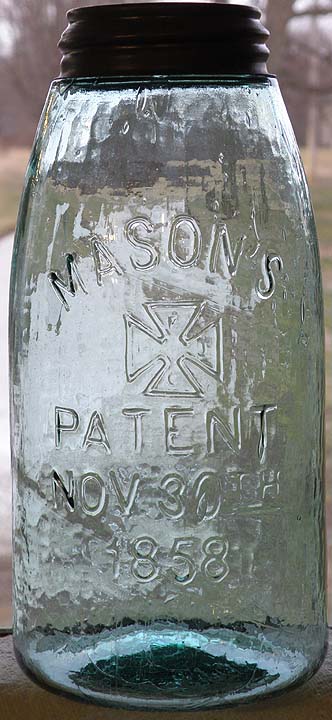 MASON'S
PATENT
NOV 30TH
1858